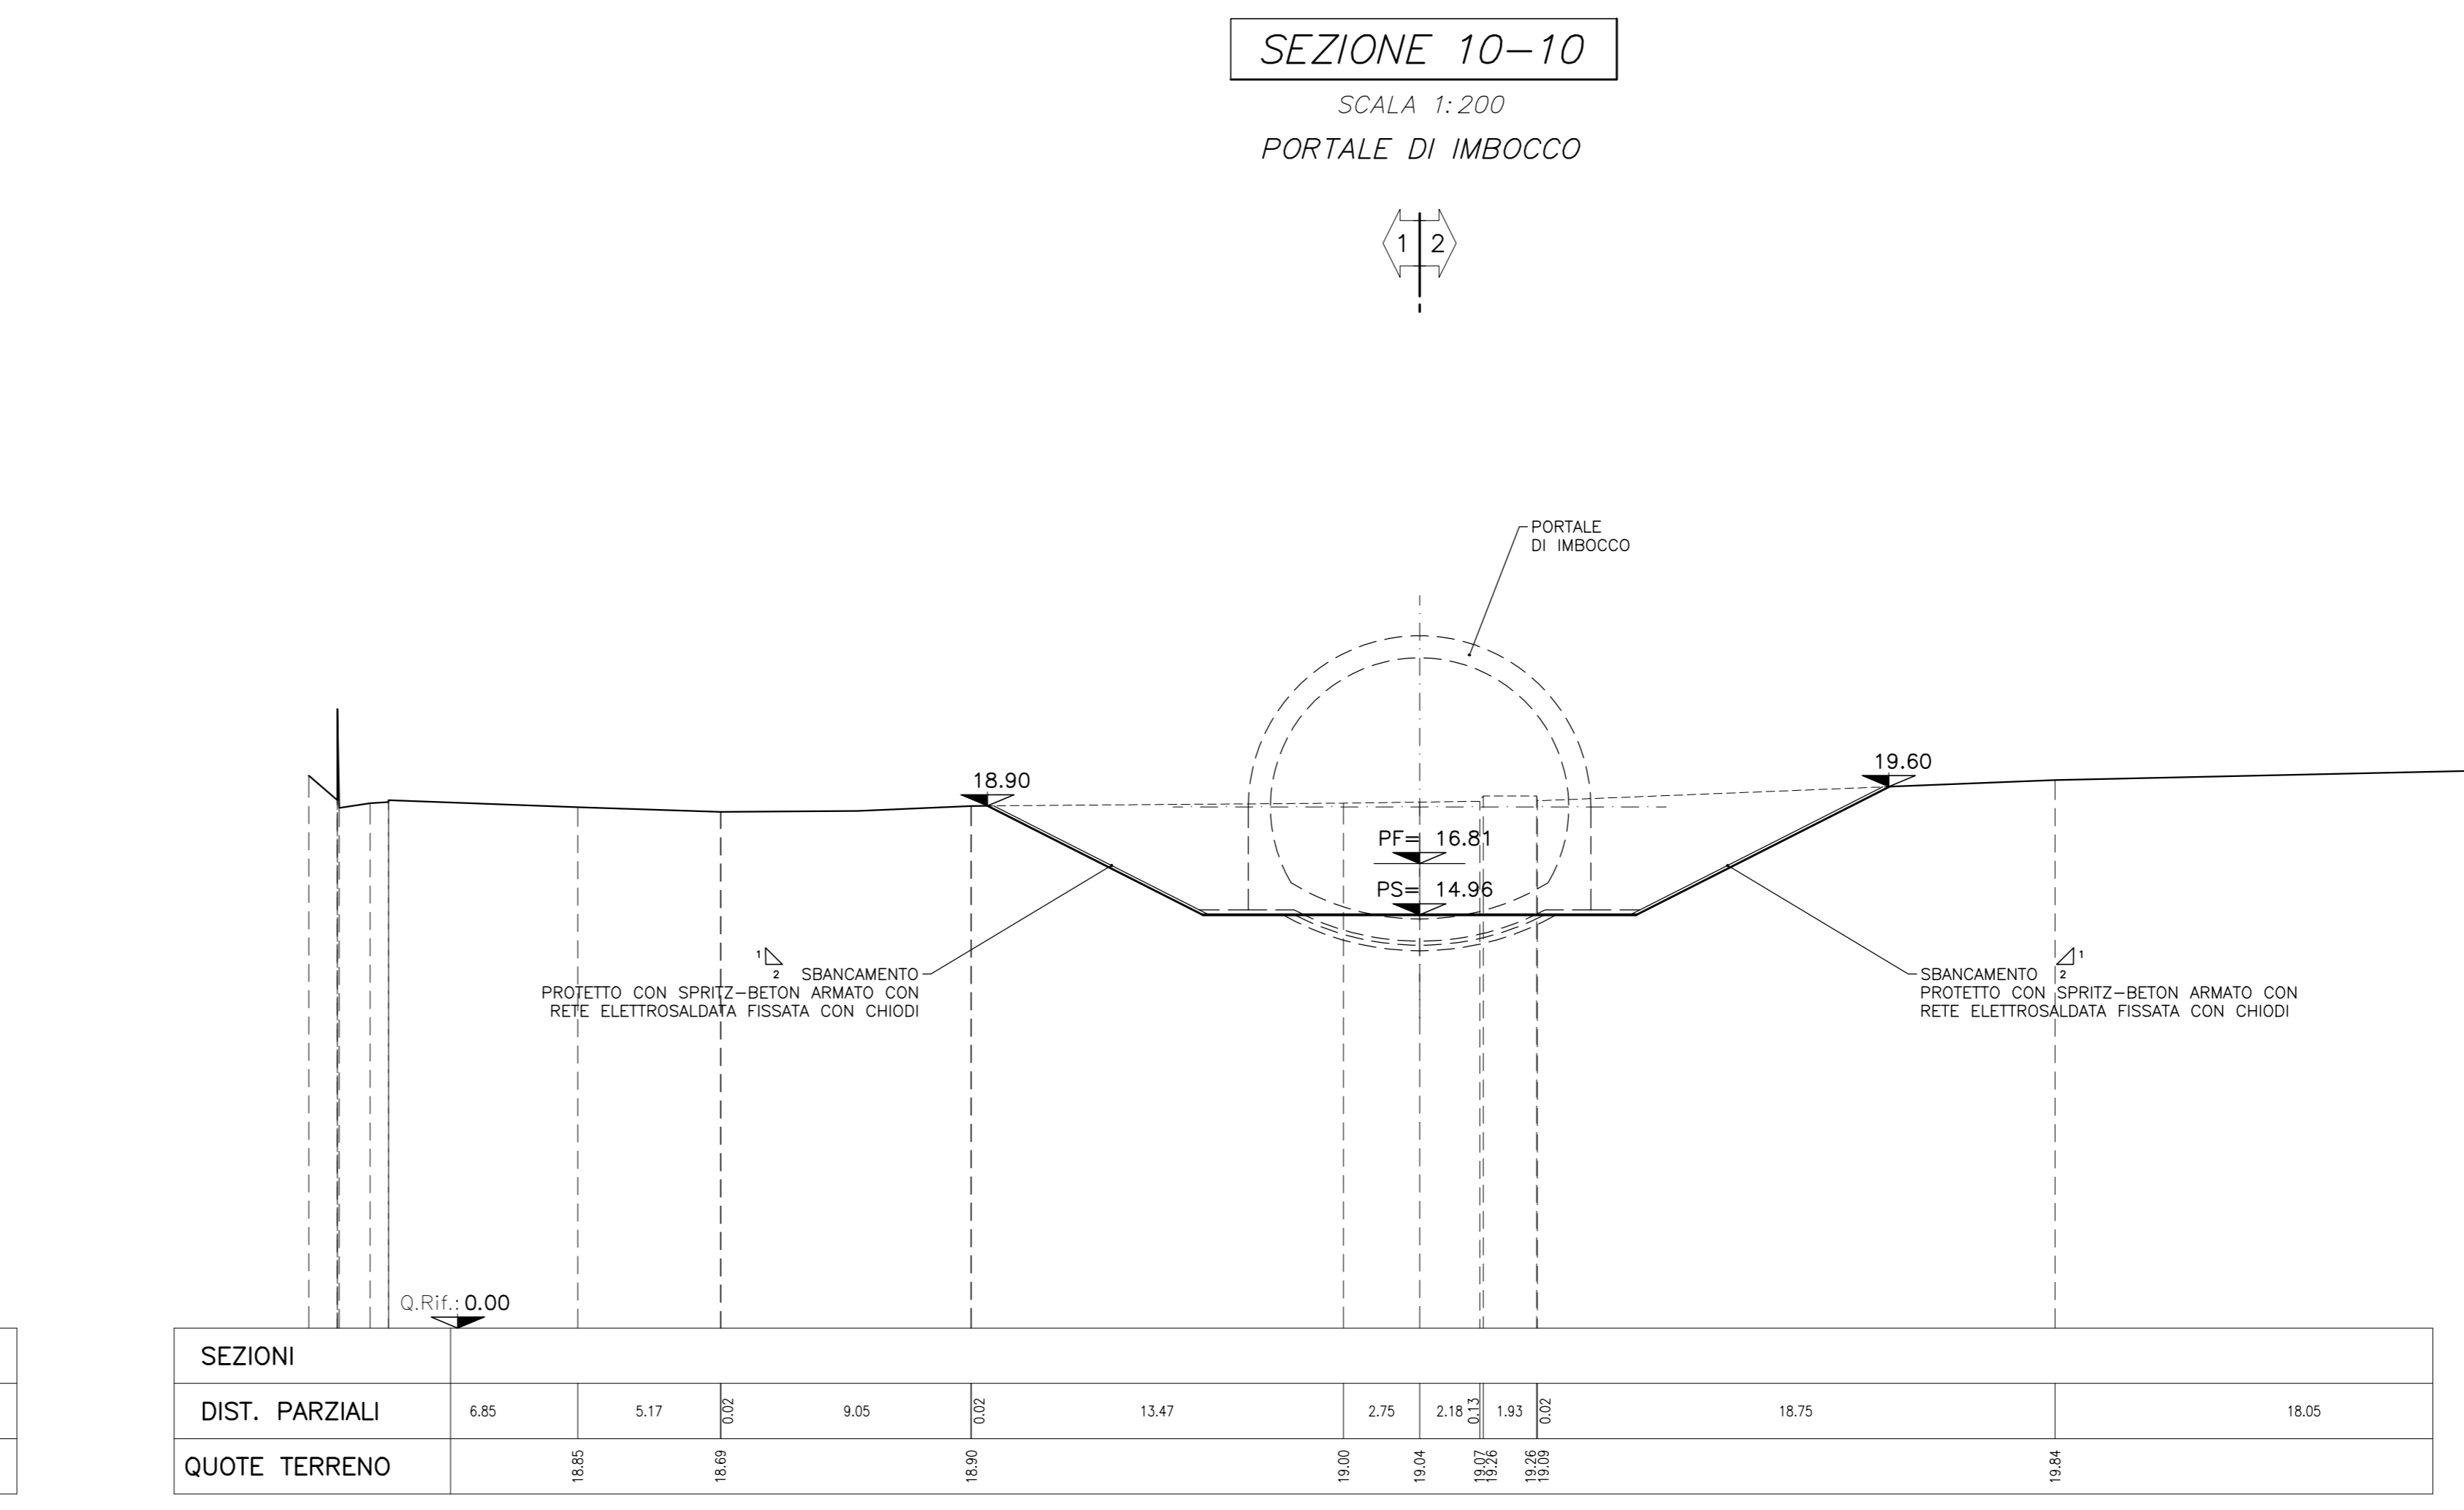 SEZIONE 10-10
SCALA 1:200
PORTALE DI IMBOCCO
1 2
PORTALE
DI IMBOCCO
18.90
19.60
PF= 16.81
PS= 14.96
1
2
SBANCAMENTO
PROTETTO CON SPRITZ-BETON ARMATO CON
RETE ELETTROSALDATA FISSATA CON CHIODI
1
2
SBANCAMENTO
PROTETTO CON SPRITZ-BETON ARMATO CON
RETE ELETTROSALDATA FISSATA CON CHIODI
Q.Rif.: 0.00
SEZIONI
DIST. PARZIALI 6.85 5.17 0.02 9.05 0.02 13.47 2.75 2.18 0.13 1.93 0.02 18.75 18.05
QUOTE TERRENO 18.85 18.69 18.90 19.00 19.04 19.07 19.26 19.26 19.09 19.84